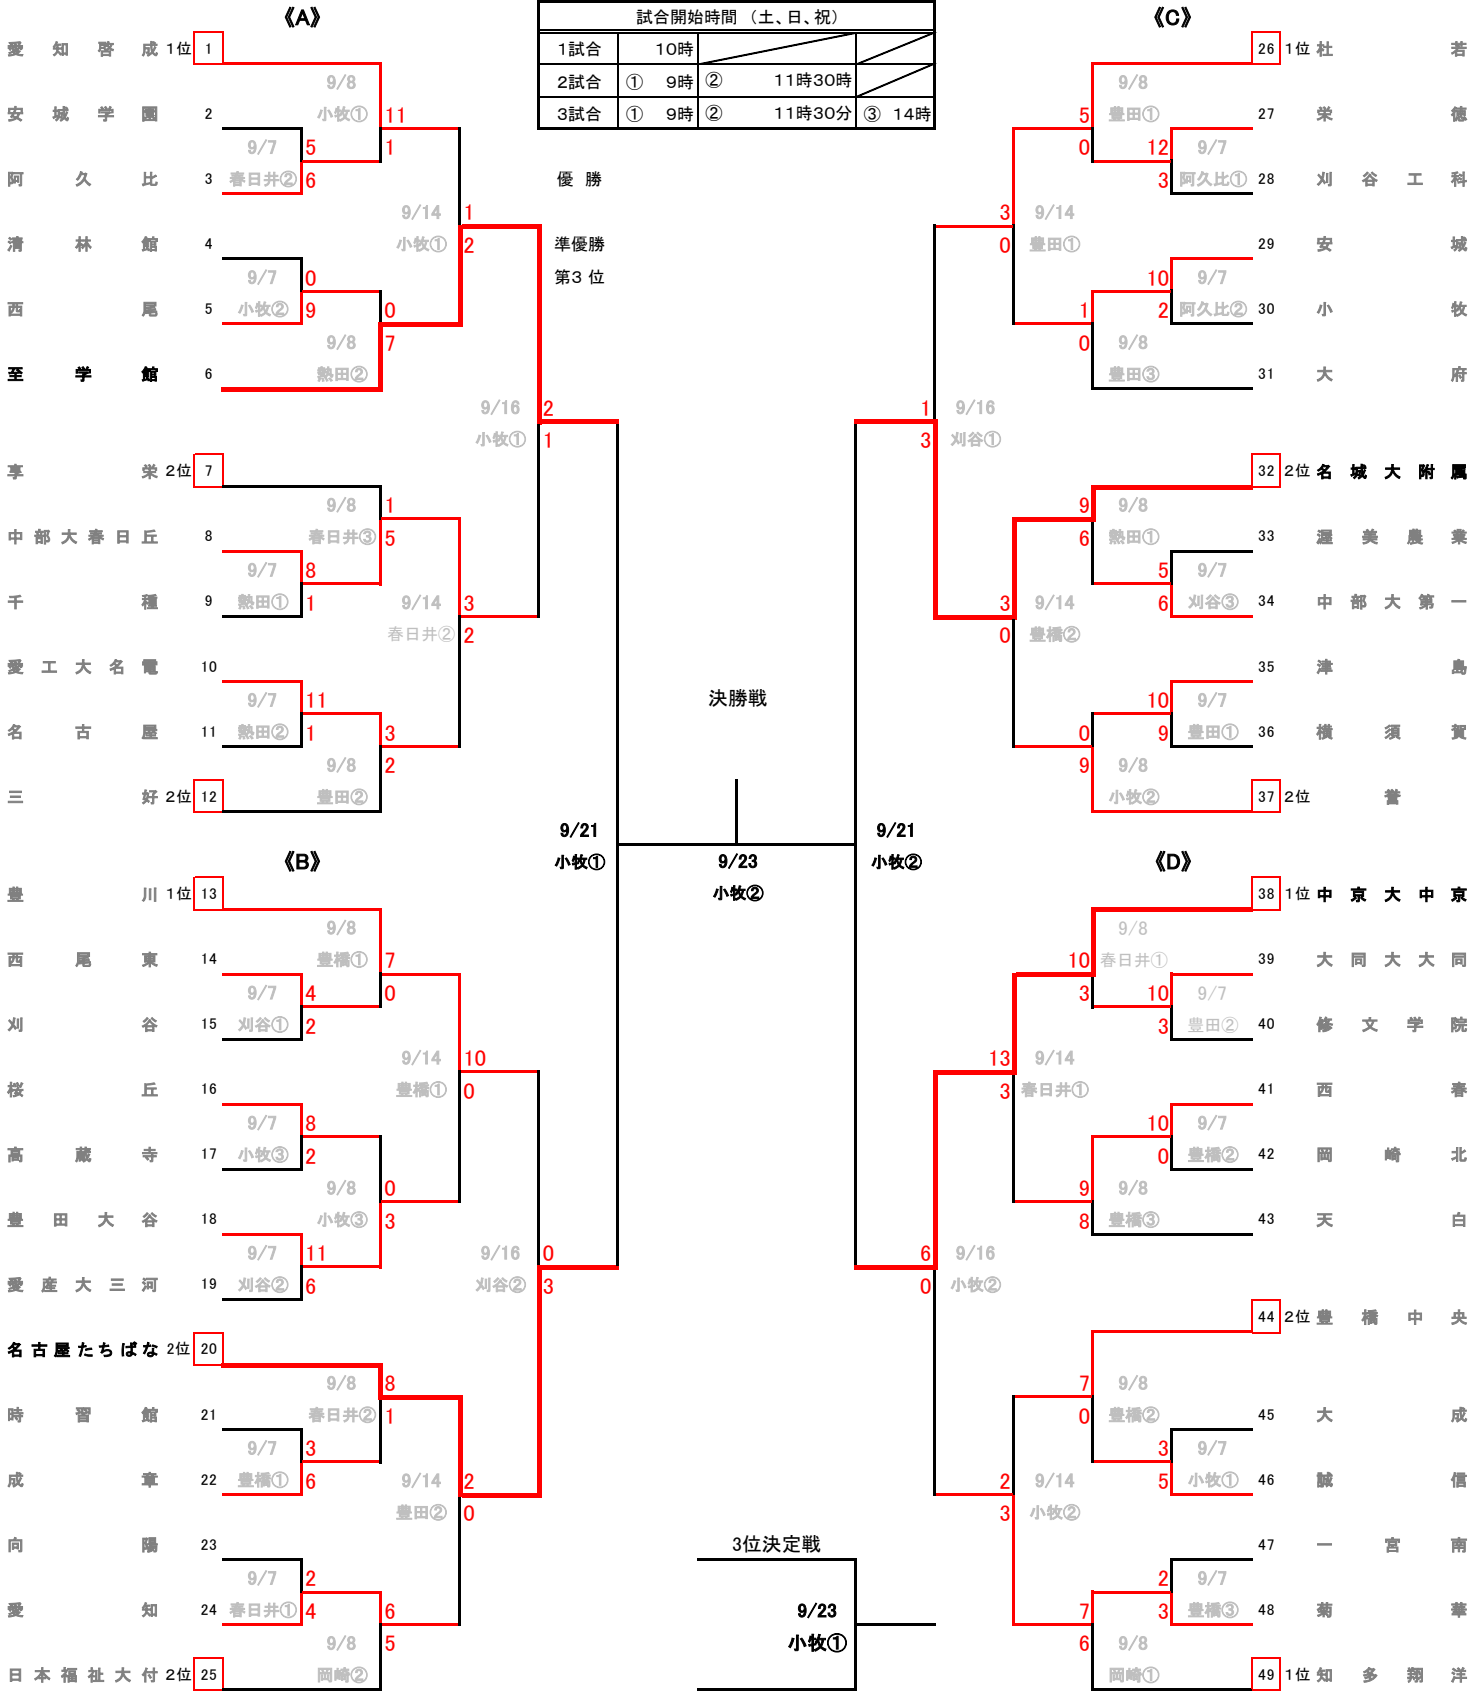 《A》
試合開始時間 （土、日、祝）
《C》
愛知啓成 1位 1
1試合 10時
26 1位 杜若
9/8
2試合 ① 9時 ② 11時30時
9/8
安城学園 2
小牧① 11
3試合 ① 9時 ② 11時30分 ③ 14時
5 豊田①
27 栄徳
9/7 5 1
0 12 9/7
阿久比 3 春日井② 6
優勝
3 阿久比① 28 刈谷工科
9/14 1
3 9/14
清林館 4 小牧① 2
準優勝
0 豊田① 29 安城
9/7 0
第3位
10 9/7
西尾 5 小牧② 9 0
1 2 阿久比② 30 小牧
9/8 7
0 9/8
至学館 6 熱田②
豊田③ 31 大府
9/16 2
1 9/16
小牧① 1
3 刈谷①
享栄 2位 7
32 2位 名城大附属
9/8 1
9 9/8
中部大春日丘 8 春日井③ 5
6 熱田① 33 渥美農業
9/7 8
5 9/7
千種 9 熱田① 1 9/14 3
3 9/14 6 刈谷③ 34 中部大第一
春日井② 2
0 豊橋②
愛工大名電 10
35 津島
9/7 11
決勝戦
10 9/7
名古屋 11 熱田② 1 3
0 9 豊田① 36 横須賀
9/8 2
9 9/8
三好 2位 12 豊田②
小牧② 37 2位 誉
9/21
9/21
《B》
小牧①
9/23
小牧②
《D》
豊川 1位 13
小牧②
38 1位 中京大中京
9/8
9/8
西尾東 14 豊橋① 7
10 春日井① 39 大同大大同
9/7 4 0
3 10 9/7
刈谷 15 刈谷① 2
3 豊田② 40 修文学院
9/14 10
13 9/14
桜丘 16 豊橋① 0
3 春日井① 41 西春
9/7 8
10 9/7
高蔵寺 17 小牧③ 2
0 豊橋② 42 岡崎北
9/8 0
9 9/8
豊田大谷 18 小牧③ 3
8 豊橋③ 43 天白
9/7 11 9/16 0
6 9/16
愛産大三河 19 刈谷② 6 刈谷② 3
0 小牧②
44 2位 豊橋中央
名古屋たちばな 2位 20
9/8 8
7 9/8
時習館 21 春日井② 1
0 豊橋② 45 大成
9/7 3
3 9/7
成章 22 豊橋① 6 9/14 2
2 9/14 5 小牧① 46 誠信
豊田② 0
3 小牧②
向陽 23
3位決定戦
47 一宮南
9/7 2
2 9/7
愛知 24 春日井① 4 6
9/23
7 3 豊橋③ 48 菊華
9/8 5
小牧①
6 9/8
日本福祉大付 2位 25 岡崎②
岡崎① 49 1位 知多翔洋